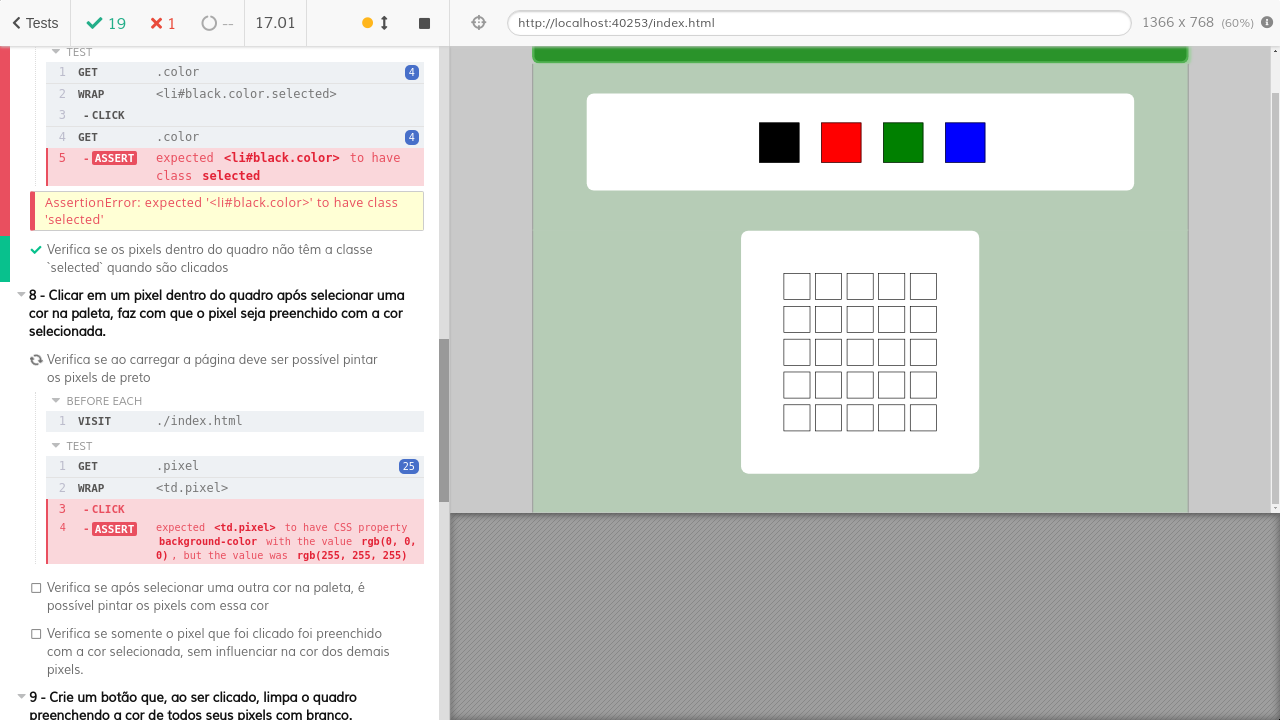 Tests 19 1 -- 17.01 http://localhost:40253/index.html 1366 x 768 (60%)
TEST
1 GET .color 4
2 WRAP <li#black.color.selected>
3 - CLICK
4 GET .color 4
5 - ASSERT expected <li#black.color> to have
class selected
AssertionError: expected '<li#black.color>' to have class
'selected'
Verifica se os pixels dentro do quadro não têm a classe
`selected` quando são clicados
8 - Clicar em um pixel dentro do quadro após selecionar uma
cor na paleta, faz com que o pixel seja preenchido com a cor
selecionada.
Verifica se ao carregar a página deve ser possível pintar
os pixels de preto
BEFORE EACH
1 VISIT ./index.html
TEST
1 GET .pixel 25
2 WRAP <td.pixel>
3 - CLICK
4 - ASSERT expected <td.pixel> to have CSS property
background-color with the value rgb(0, 0,
0) , but the value was rgb(255, 255, 255)
Verifica se após selecionar uma outra cor na paleta, é
possível pintar os pixels com essa cor
Verifica se somente o pixel que foi clicado foi preenchido
com a cor selecionada, sem influenciar na cor dos demais
pixels.
9 - Crie um botão que, ao ser clicado, limpa o quadro
preenchendo a cor de todos seus pixels com branco.